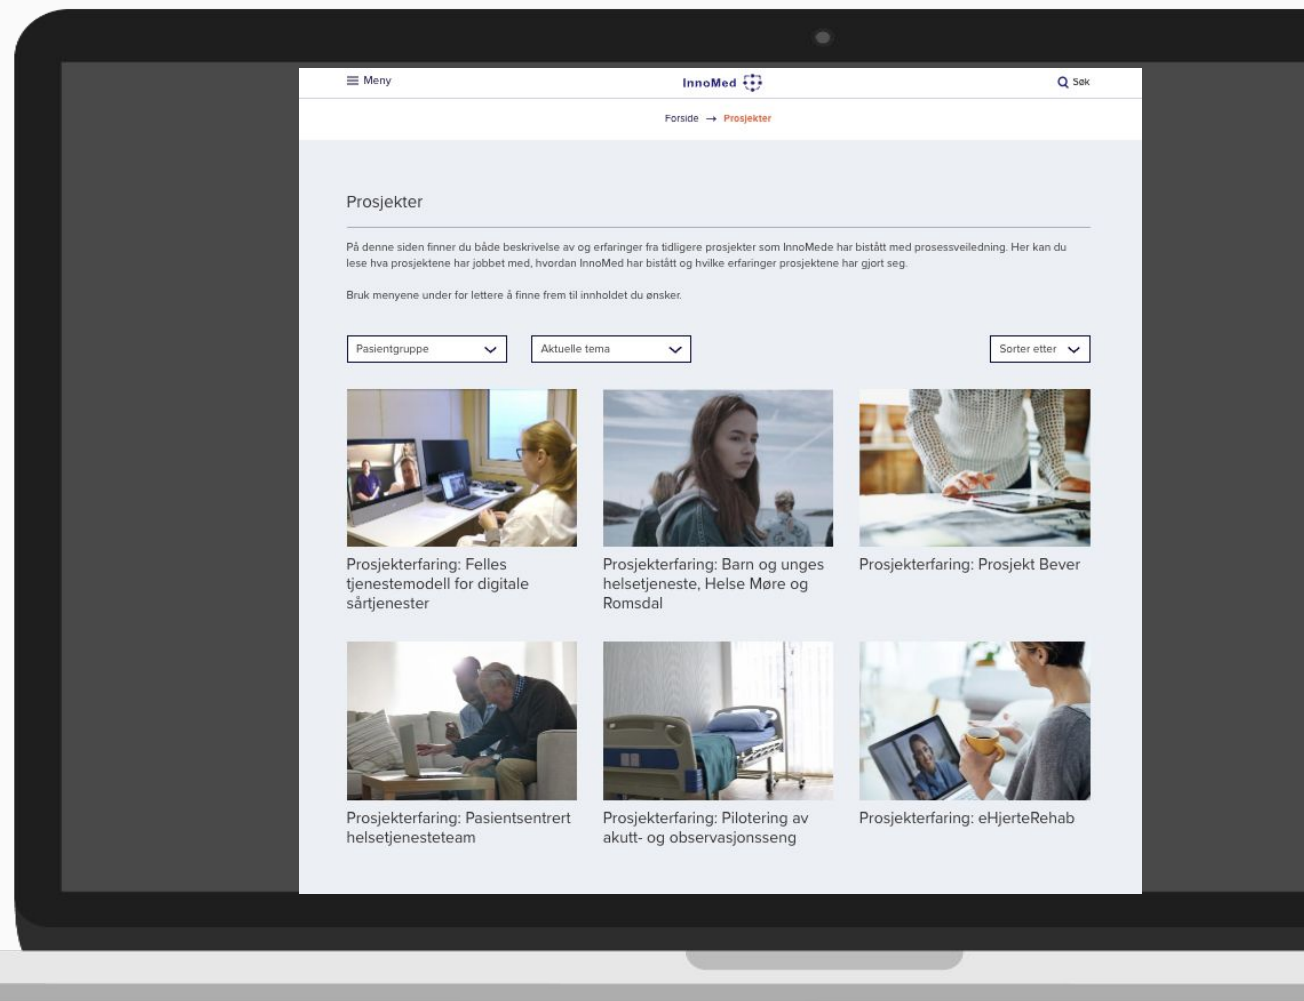 Meny
InnoMed
Søk
Forside → Prosjekter
Prosjekter
På denne siden finner du både beskrivelse av og erfaringer fra tidligere prosjekter som InnoMede har bistått med prosessveiledning. Her kan du
lese hva prosjektene har jobbet med, hvordan InnoMed har bistått og hvilke erfaringer prosjektene har gjort seg.
Bruk menyene under for lettere å finne frem til innholdet du ønsker.
Pasientgruppe
Aktuelle tema
Sorter etter
Prosjekterfaring: Felles
tjenestemodell for digitale
sårtjenester
Prosjekterfaring: Barn og unges
helsetjeneste, Helse Møre og
Romsdal
Prosjekterfaring: Prosjekt Bever
Prosjekterfaring: Pasientsentrert
helsetjenesteteam
Prosjekterfaring: Pilotering av
akutt- og observasjonsseng
Prosjekterfaring: eHjerteRehab